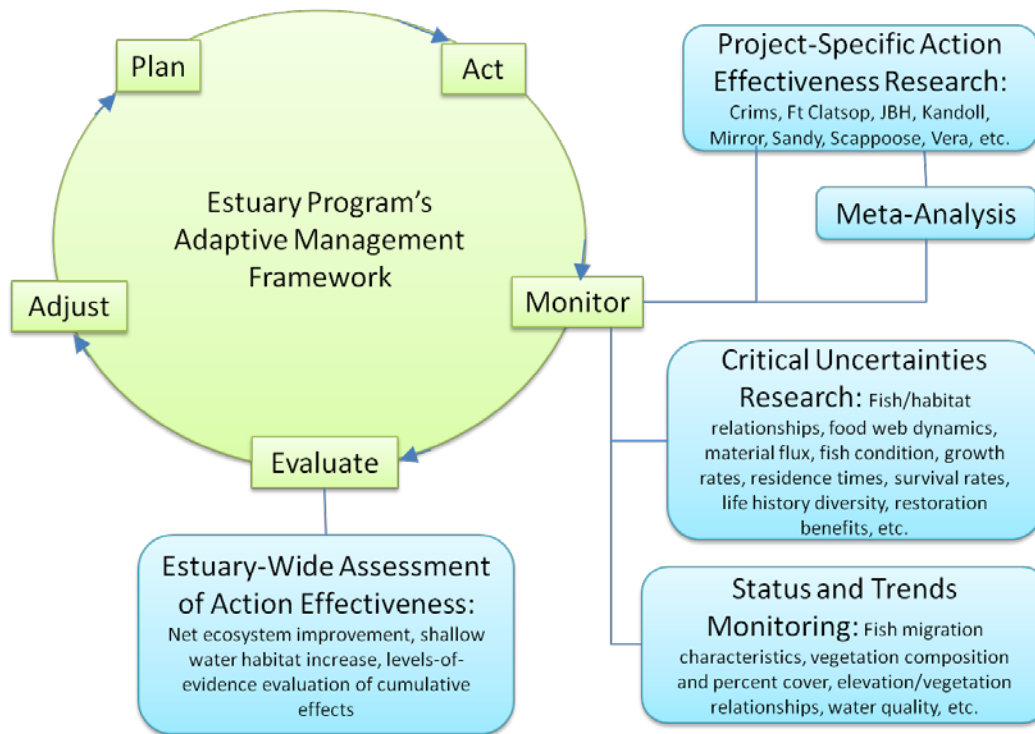 Plan
Act
Estuary Program's
Adaptive Management
Framework
Adjust
Monitor
Evaluate
Project-Specific Action
Effectiveness Research:
Crims, Ft Clatsop, JBH, Kandoll,
Mirror, Sandy, Scappoose, Vera, etc.
Meta-Analysis
Critical Uncertainties
Research: Fish/habitat
relationships, food web dynamics,
material flux, fish condition, growth
rates, residence times, survival rates,
life history diversity, restoration
benefits, etc.
Estuary-Wide Assessment
of Action Effectiveness:
Net ecosystem improvement, shallow
water habitat increase, levels-of-
evidence evaluation of cumulative
effects
Status and Trends
Monitoring: Fish migration
characteristics, vegetation composition
and percent cover, elevation/vegetation
relationships, water quality, etc.